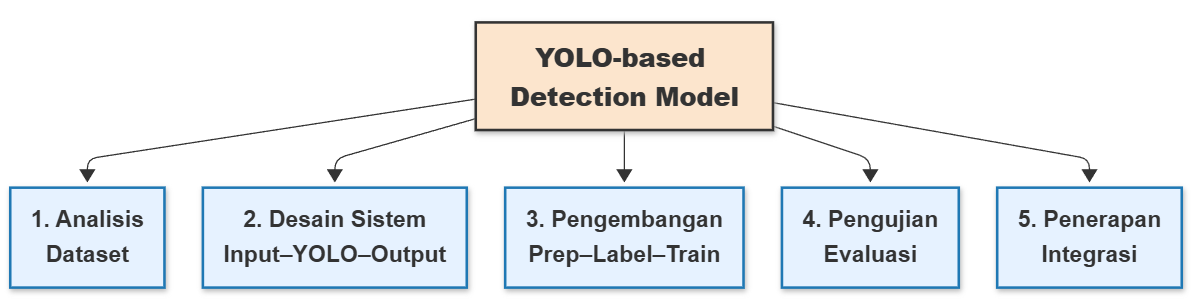 YOLO-based
Detection Model
1. Analisis
Dataset
2. Desain Sistem
Input–YOLO–Output
3. Pengembangan
Prep–Label–Train
4. Pengujian
Evaluasi
5. Penerapan
Integrasi